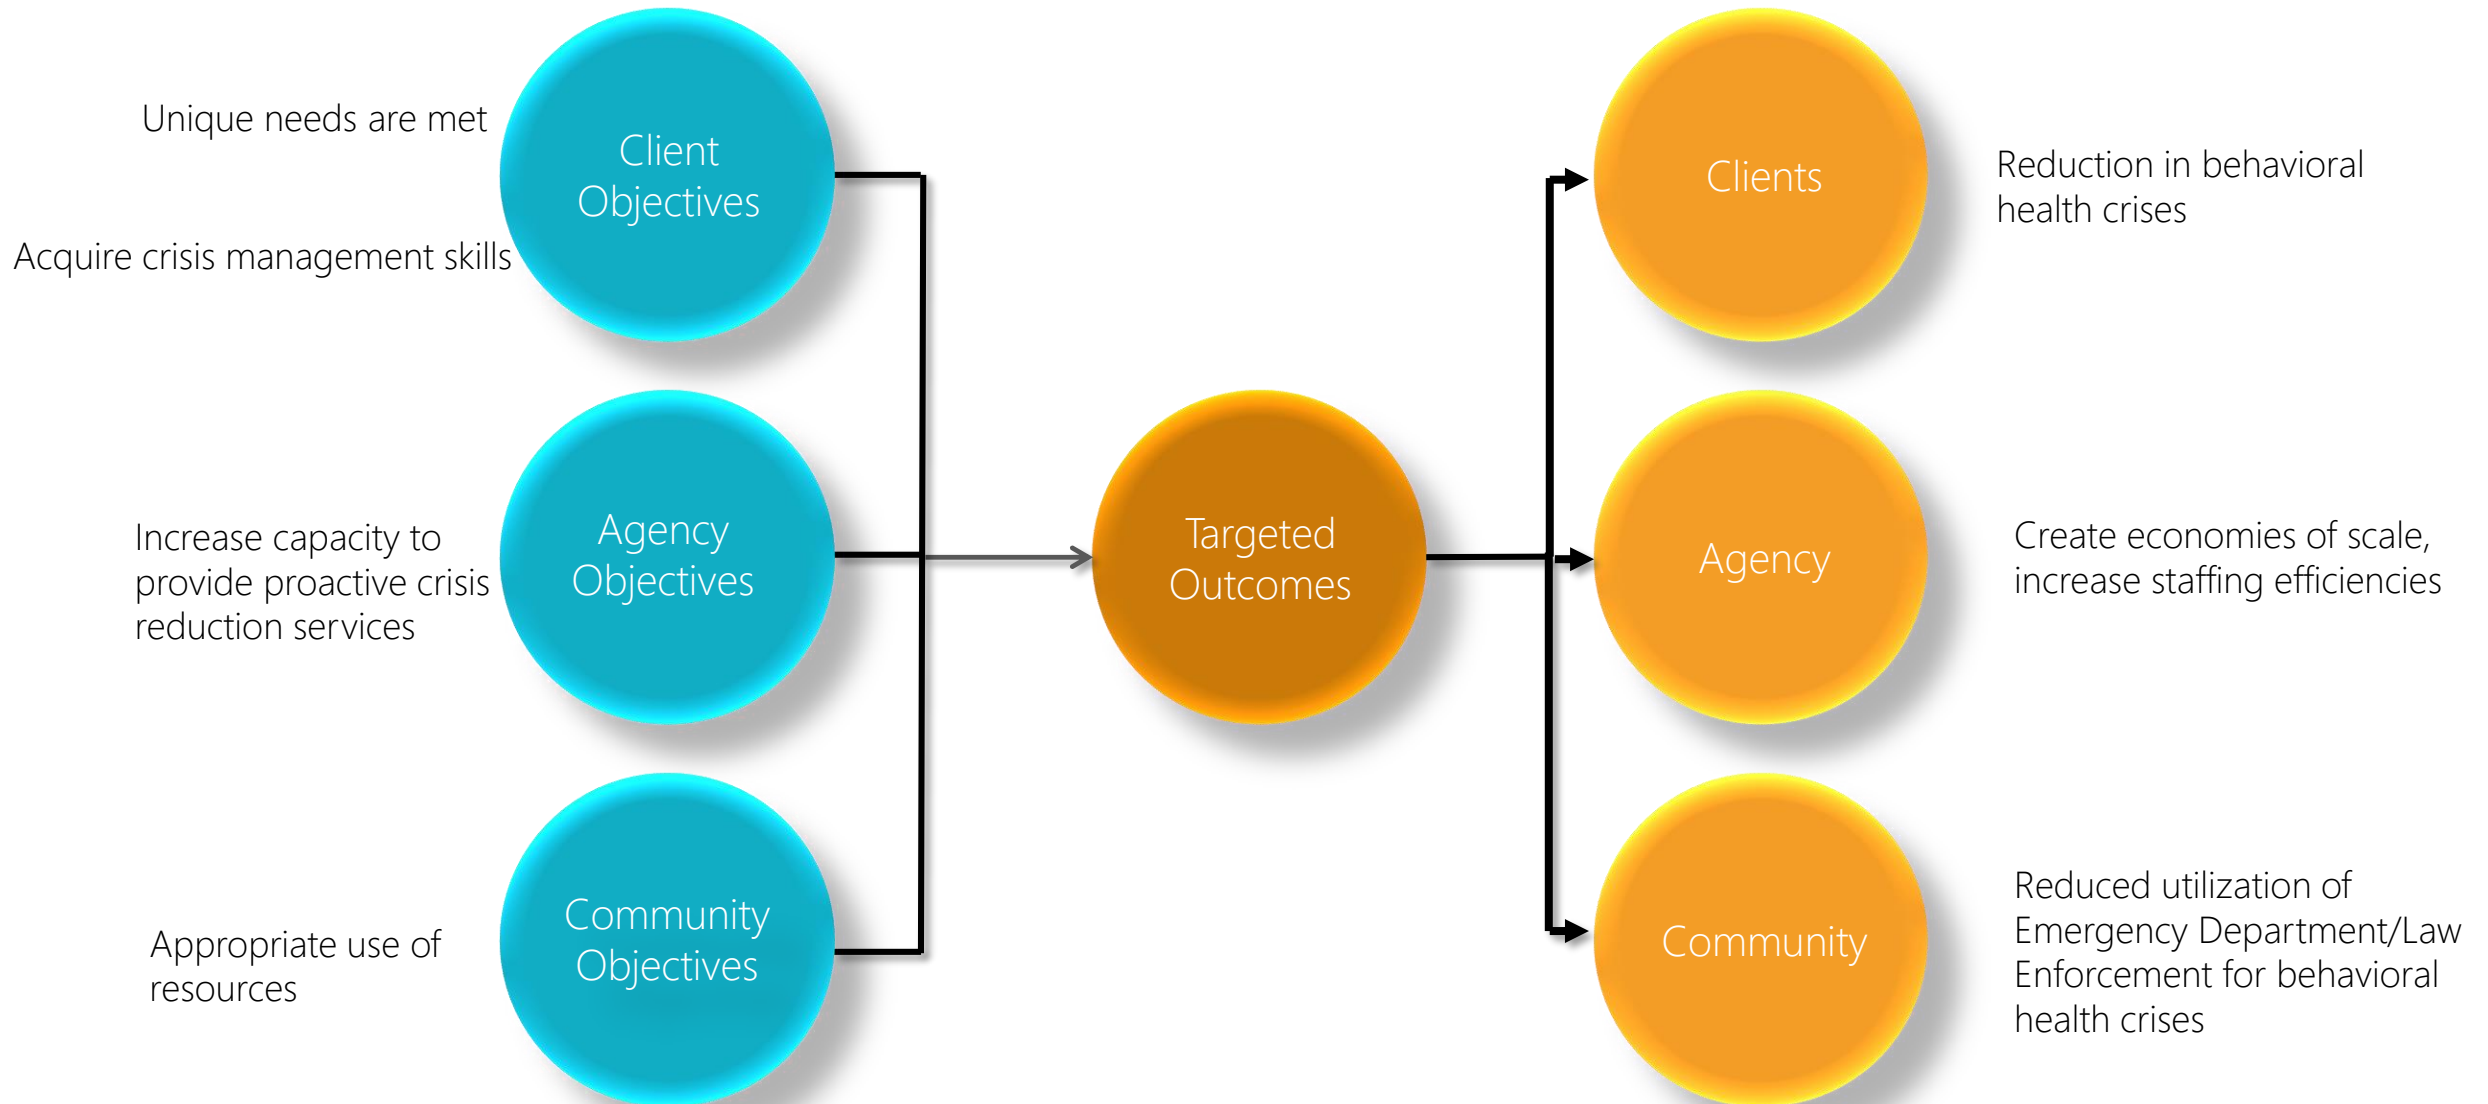 Unique needs are met
Acquire crisis management skills
Client
Objectives
Increase capacity to
provide proactive crisis
reduction services
Agency
Objectives
Appropriate use of
resources
Community
Objectives
Targeted
Outcomes
Clients
Reduction in behavioral
health crises
Agency
Create economies of scale,
increase staffing efficiencies
Community
Reduced utilization of
Emergency Department/Law
Enforcement for behavioral
health crises